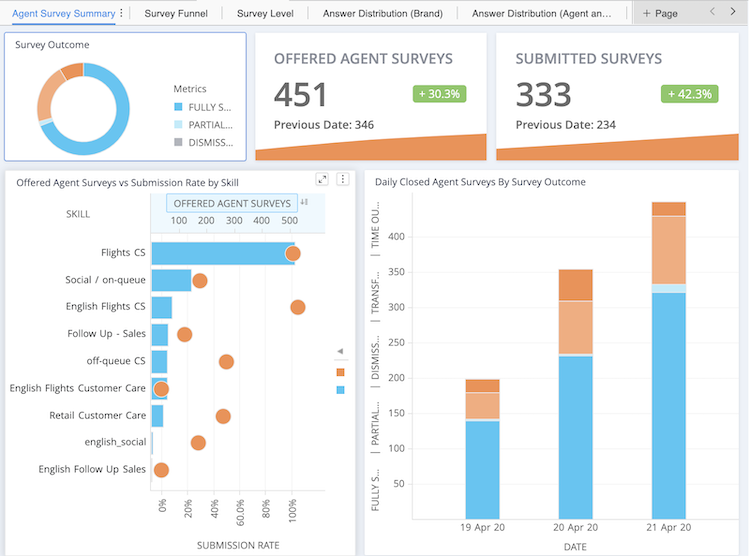 Agent Survey Summary
Survey Funnel
Survey Level
Answer Distribution (Brand)
Answer Distribution (Agent an...
+ Page
Survey Outcome
Metrics
FULLY S...
PARTIAL...
DISMISS...
OFFERED AGENT SURVEYS
451
+ 30.3%
Previous Date: 346
SUBMITTED SURVEYS
333
+ 42.3%
Previous Date: 234
Offered Agent Surveys vs Submission Rate by Skill
SKILL
OFFERED AGENT SURVEYS
100 200 300 400 500
Flights CS
Social / on-queue
English Flights CS
Follow Up - Sales
off-queue CS
English Flights Customer Care
Retail Customer Care
english_social
English Follow Up Sales
0% 20% 40% 60.0% 80% 100%
SUBMISSION RATE
Daily Closed Agent Surveys By Survey Outcome
FULLY S... | PARTIAL... | DISMISS... | TRANSF... | TIME OU...
400
350
300
250
200
150
100
50
19 Apr 20 20 Apr 20 21 Apr 20
DATE